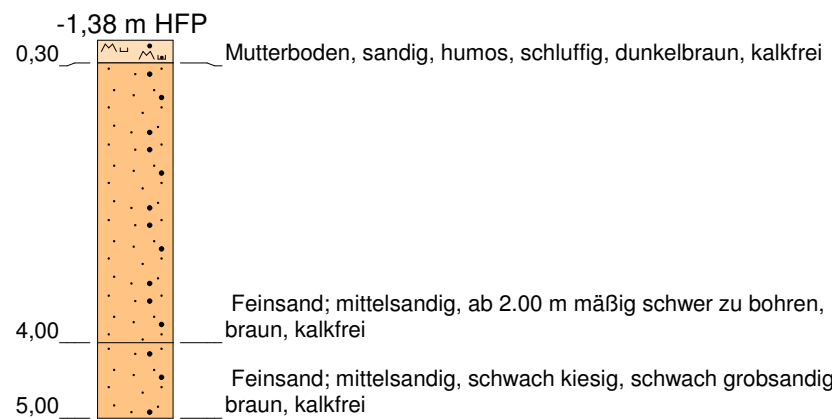 -1,38 m HFP
0,30 Mutterboden, sandig, humos, schluffig, dunkelbraun, kalkfrei
Feinsand; mittelsandig, ab 2.00 m mäßig schwer zu bohren,
4,00 braun, kalkfrei
Feinsand; mittelsandig, schwach kiesig, schwach grobsandig
5,00 braun, kalkfrei